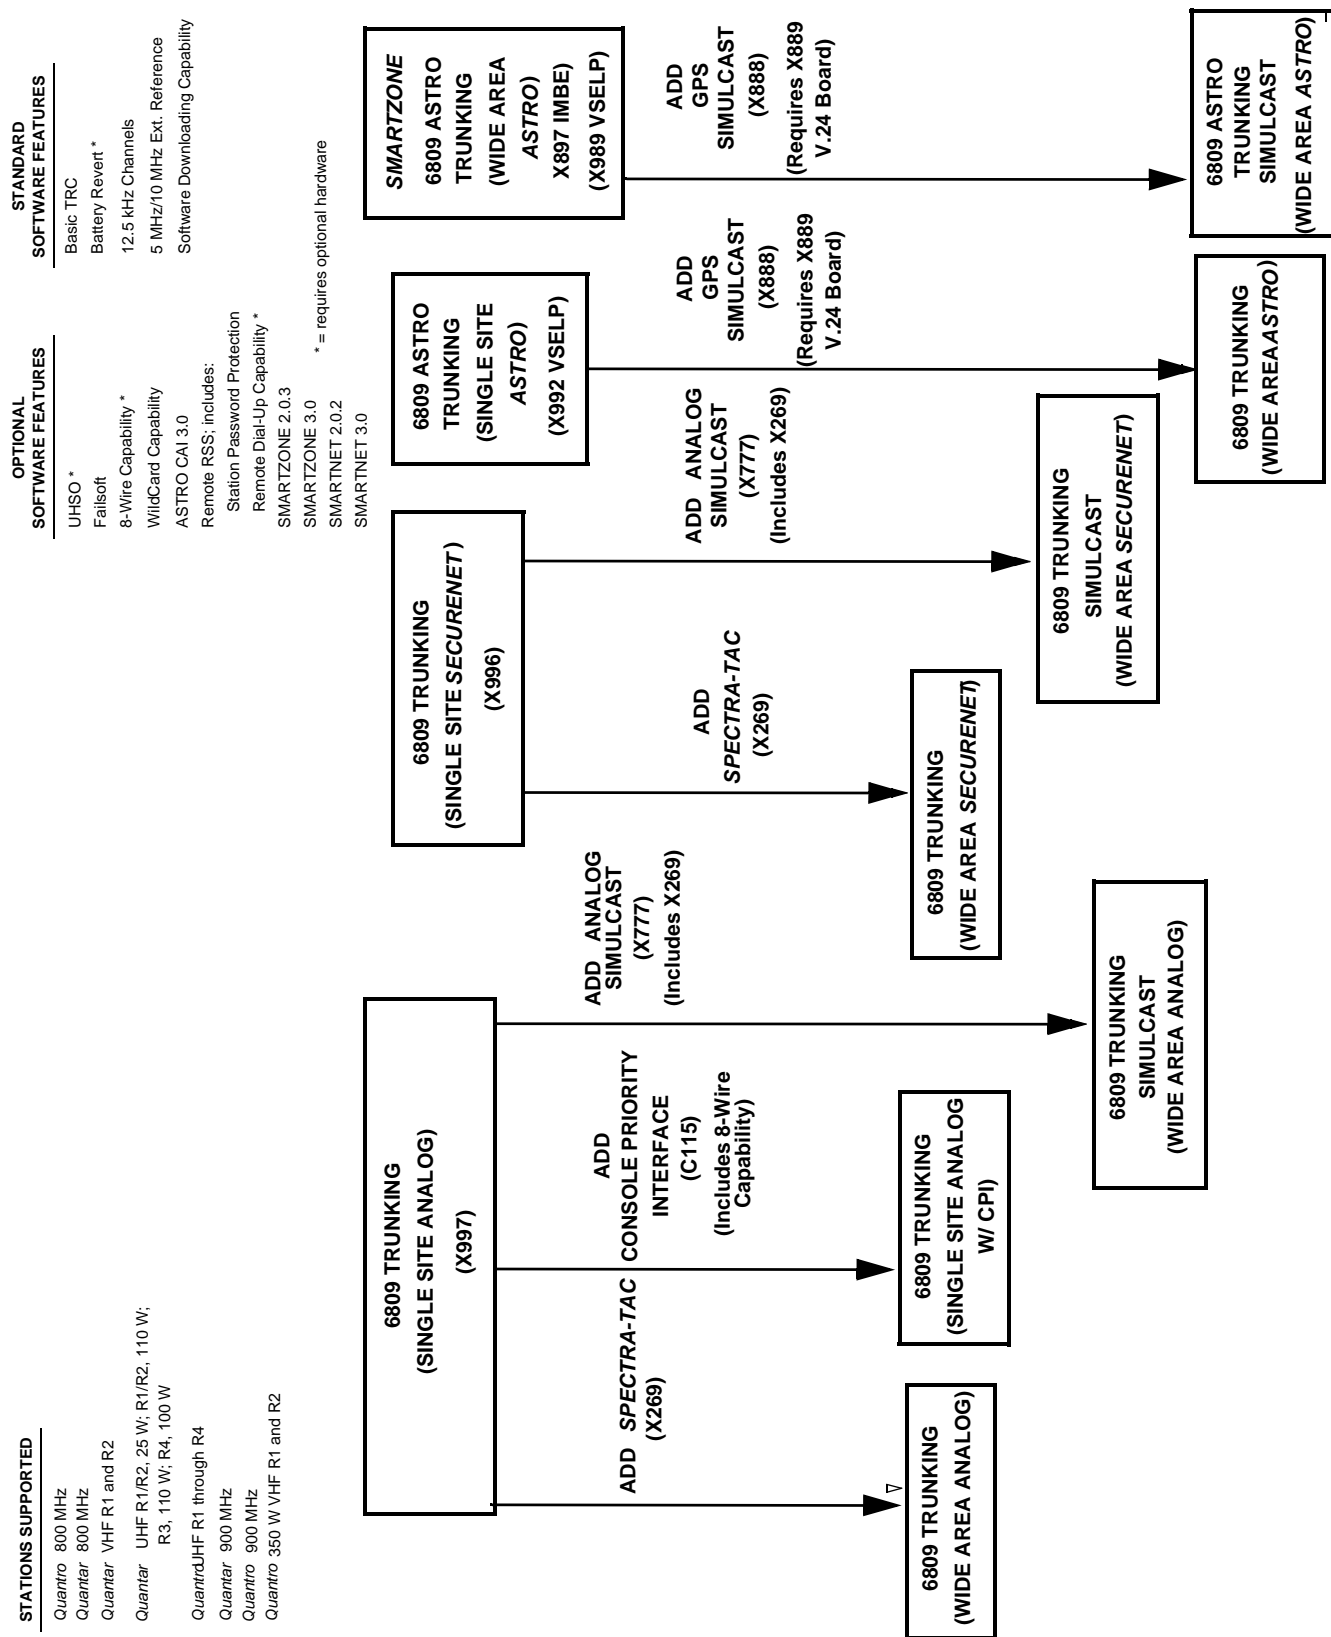 STATIONS SUPPORTED
Quantro 800 MHz
Quantar 800 MHz
Quantar VHF R1 and R2
Quantar UHF R1/R2, 25 W; R1/R2, 110 W;
R3, 110 W; R4, 100 W
QuantroUHF R1 through R4
Quantar 900 MHz
Quantro 900 MHz
Quantro 350 W VHF R1 and R2
OPTIONAL
SOFTWARE FEATURES
UHSO *
Failsoft
8-Wire Capability *
WildCard Capability
ASTRO CAI 3.0
Remote RSS; includes:
Station Password Protection
Remote Dial-Up Capability *
SMARTZONE 2.0.3
SMARTZONE 3.0
SMARTNET 2.0.2
SMARTNET 3.0
STANDARD
SOFTWARE FEATURES
Basic TRC
Battery Revert *
12.5 kHz Channels
5 MHz/10 MHz Ext. Reference
Software Downloading Capability
* = requires optional hardware
6809 TRUNKING
(SINGLE SITE ANALOG)
(X997)
6809 TRUNKING
(SINGLE SITE SECURENET)
(X996)
6809 ASTRO
TRUNKING
(SINGLE SITE
ASTRO)
(X992 VSELP)
SMARTZONE
6809 ASTRO
TRUNKING
(WIDE AREA
ASTRO)
X897 IMBE)
(X989 VSELP)
ADD SPECTRA-TAC
(X269)
ADD
CONSOLE PRIORITY
INTERFACE
(C115)
(Includes 8-Wire
Capability)
ADD ANALOG
SIMULCAST
(X777)
(Includes X269)
ADD
SPECTRA-TAC
(X269)
ADD ANALOG
SIMULCAST
(X777)
(Includes X269)
ADD
GPS
SIMULCAST
(X888)
(Requires X889
V.24 Board)
ADD
GPS
SIMULCAST
(X888)
(Requires X889
V.24 Board)
6809 TRUNKING
(WIDE AREA ANALOG)
6809 TRUNKING
(SINGLE SITE ANALOG
W/ CPI)
6809 TRUNKING
SIMULCAST
(WIDE AREA ANALOG)
6809 TRUNKING
(WIDE AREA SECURENET)
6809 TRUNKING
SIMULCAST
(WIDE AREA SECURENET)
6809 TRUNKING
(WIDE AREA ASTRO)
6809 ASTRO
TRUNKING
SIMULCAST
(WIDE AREA ASTRO)